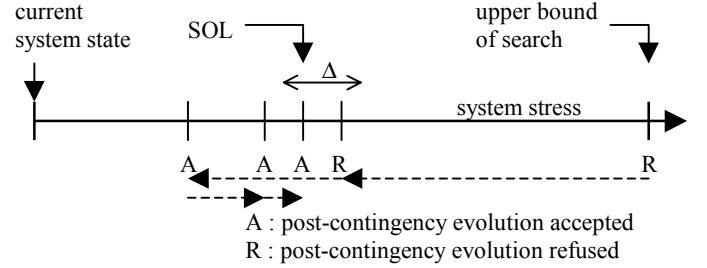 current
system state
SOL
upper bound
of search
Δ
system stress
A A A R R
A : post-contingency evolution accepted
R : post-contingency evolution refused